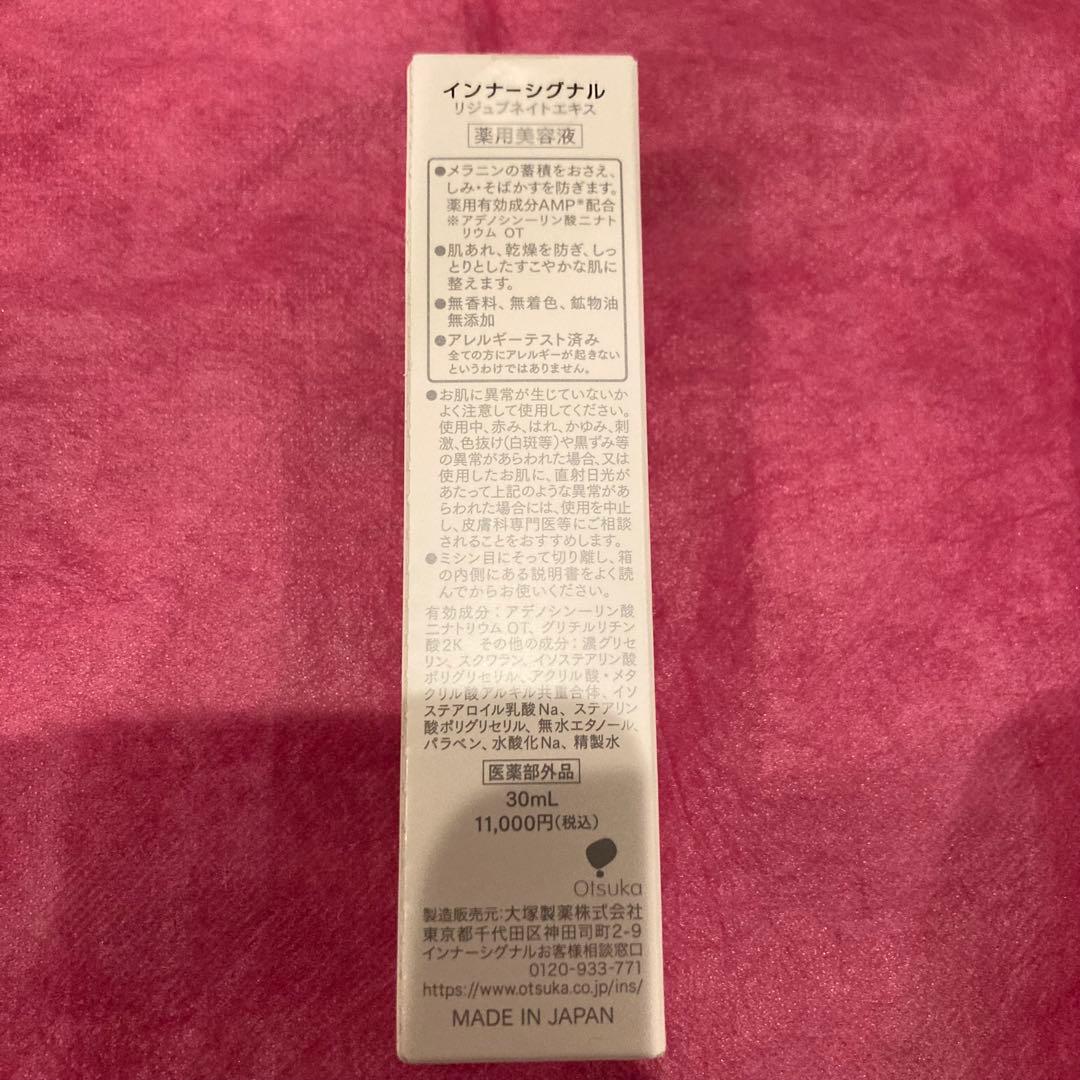 インナーシグナル
リジュブネイトエキス
薬用美容液
●メラニンの蓄積をおさえ、
しみ・そばかすを防ぎます。
薬用有効成分AMP※配合
※アデノシン一リン酸二ナト
リウム OT
●肌あれ、乾燥を防ぎ、しっ
とりとしたすこやかな肌に
整えます。
●無香料、無着色、鉱物油
無添加
●アレルギーテスト済み
全ての方にアレルギーが起きない
というわけではありません。
●お肌に異常が生じていないか
よく注意して使用してください。
使用中、赤み、はれ、かゆみ、刺
激、色抜け(白斑等)や黒ずみ等
の異常があらわれた場合、又は
使用したお肌に、直射日光が
あたって上記のような異常があ
らわれた場合には、使用を中止
し、皮膚科専門医等にご相談
されることをおすすめします。
●ミシン目にそって切り離し、箱
の内側にある説明書をよく読
んでからお使いください。
有効成分：アデノシン一リン酸
二ナトリウム OT、グリチルリチン
酸2K その他の成分：濃グリセ
リン、スクワラン、イソステアリン酸
ポリグリセリル、アクリル酸・メタ
クリル酸アルキル共重合体、イソ
ステアロイル乳酸Na、ステアリン
酸ポリグリセリル、無水エタノール、
パラベン、水酸化Na、精製水
医薬部外品
30mL
11,000円(税込)
Otsuka
製造販売元：大塚製薬株式会社
東京都千代田区神田司町2-9
インナーシグナルお客様相談窓口
0120-933-771
https://www.otsuka.co.jp/ins/
MADE IN JAPAN